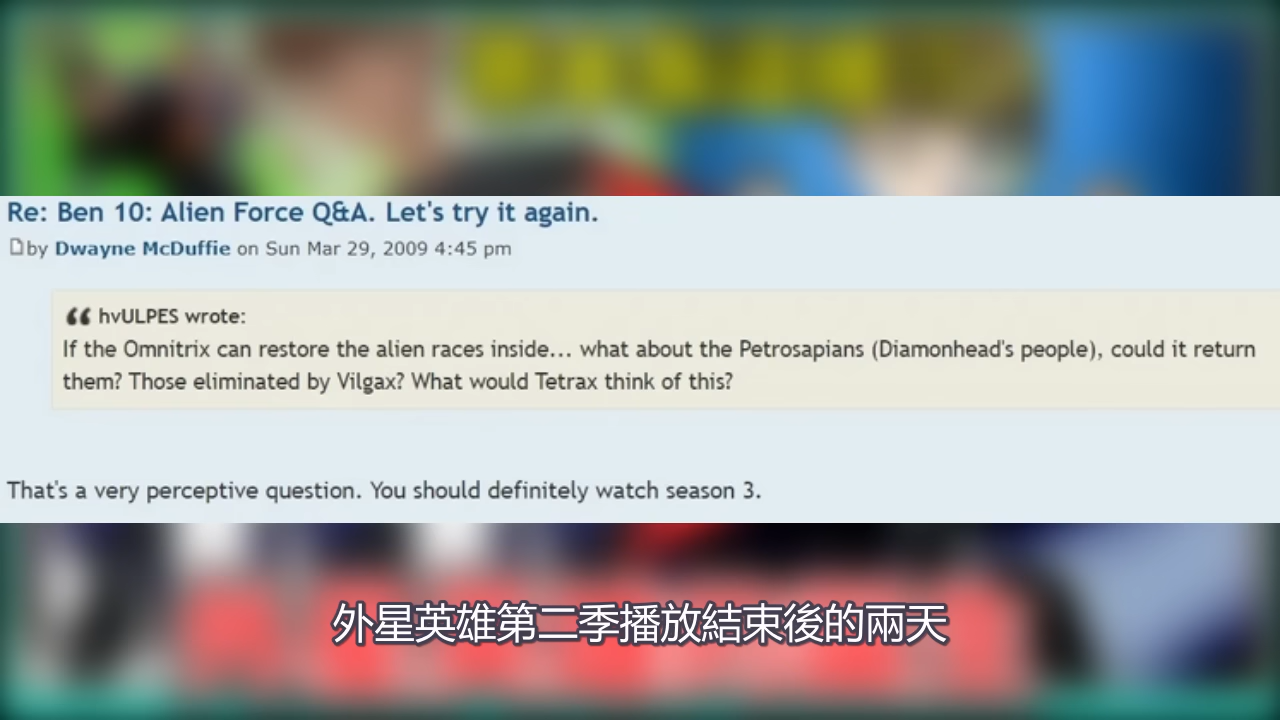 Re: Ben 10: Alien Force Q&A. Let's try it again.
by Dwayne McDuffie on Sun Mar 29, 2009 4:45 pm
hvULPES wrote:
If the Omnitrix can restore the alien races inside... what about the Petrosapians (Diamonhead's people), could it return
them? Those eliminated by Vilgax? What would Tetrax think of this?
That's a very perceptive question. You should definitely watch season 3.
外星英雄第二季播放結束後的兩天